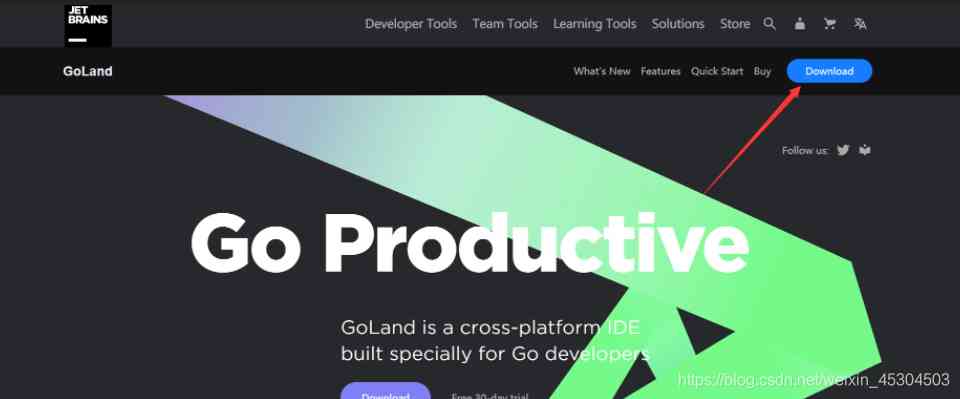 JET
BRAINS
Developer Tools Team Tools Learning Tools Solutions Store
GoLand
What's New Features Quick Start Buy Download
Follow us:
Go Productive
GoLand is a cross-platform IDE
built specially for Go developers
https://blog.csdn.net/weixin_45304503
Download Free 30-day trial